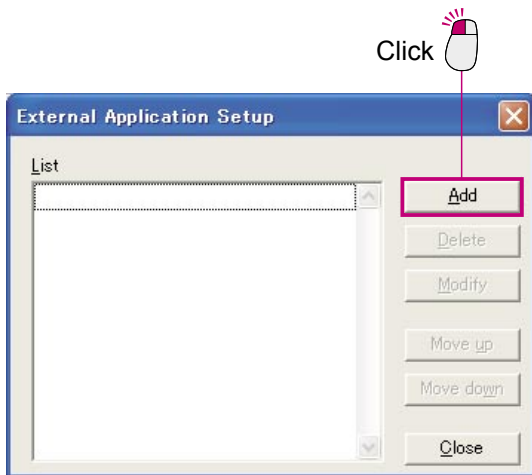 Click
External Application Setup
List
Add
Delete
Modify
Move up
Move down
Close